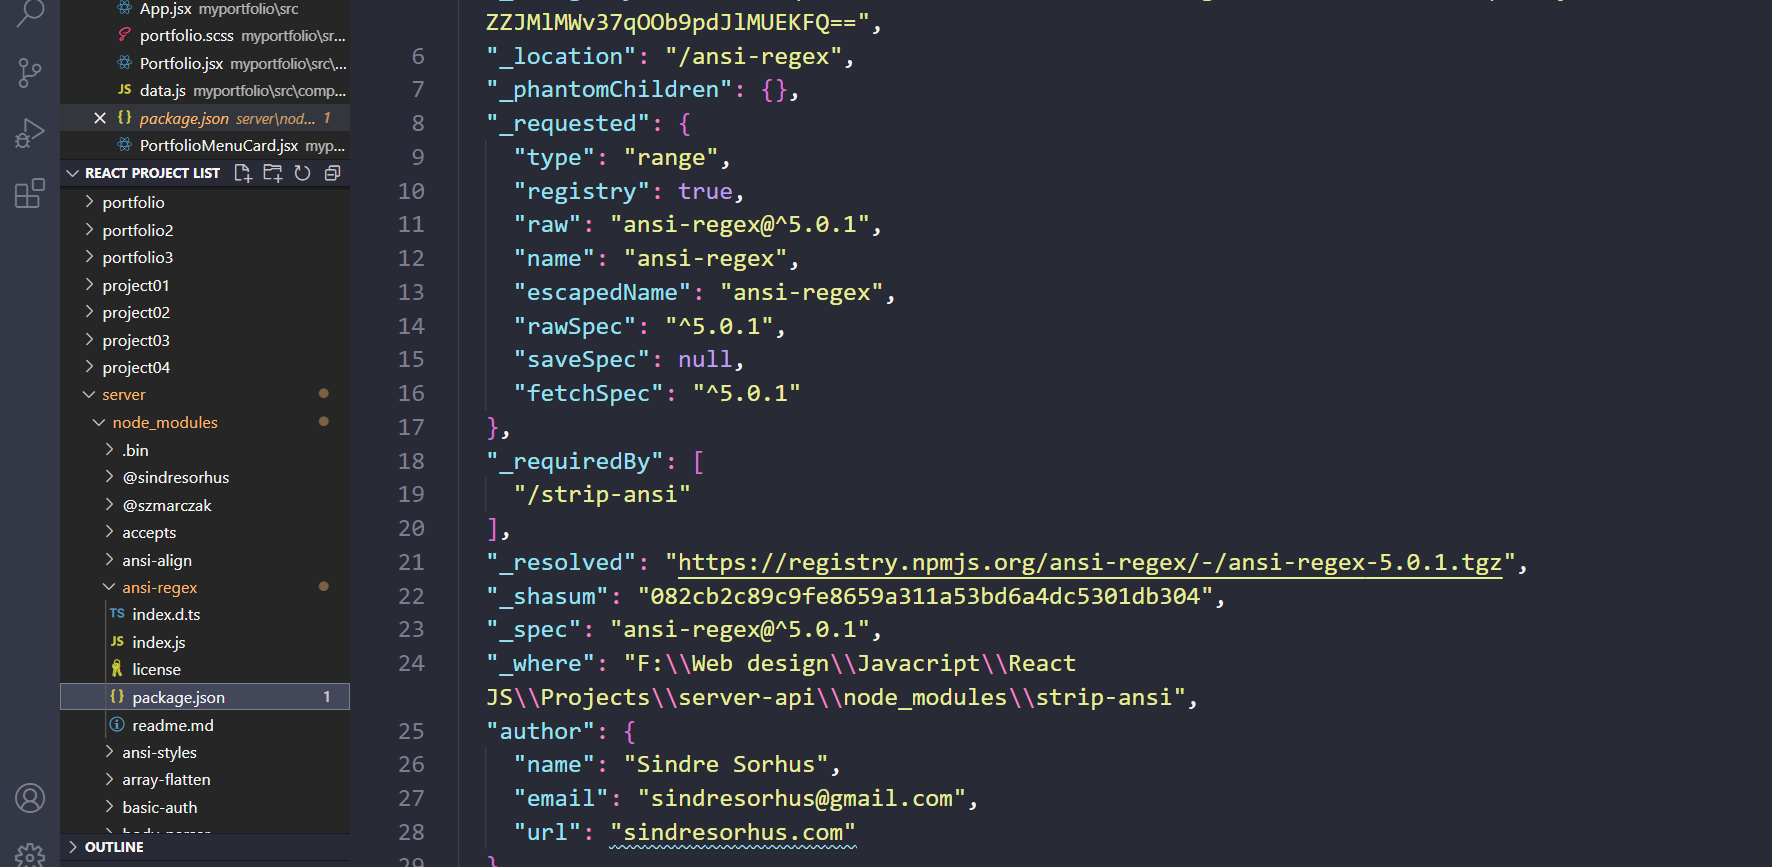 App.jsx myportfolio\src
portfolio.scss myportfolio\sr...
Portfolio.jsx myportfolio\src\...
JS data.js myportfolio\src\comp...
{} package.json server\nod... 1
PortfolioMenuCard.jsx myp...
REACT PROJECT LIST
portfolio
portfolio2
portfolio3
project01
project02
project03
project04
server
node_modules
.bin
@sindresorhus
@szmarczak
accepts
ansi-align
ansi-regex
TS index.d.ts
JS index.js
license
{} package.json 1
readme.md
ansi-styles
array-flatten
basic-auth
OUTLINE
ZZJMlMWv37qOOb9pdJlMUEKFQ==",
6 "_location": "/ansi-regex",
7 "_phantomChildren": {},
8 "_requested": {
9 "type": "range",
10 "registry": true,
11 "raw": "ansi-regex@^5.0.1",
12 "name": "ansi-regex",
13 "escapedName": "ansi-regex",
14 "rawSpec": "^5.0.1",
15 "saveSpec": null,
16 "fetchSpec": "^5.0.1"
17 },
18 "_requiredBy": [
19 "/strip-ansi"
20 ],
21 "_resolved": "https://registry.npmjs.org/ansi-regex/-/ansi-regex-5.0.1.tgz",
22 "_shasum": "082cb2c89c9fe8659a311a53bd6a4dc5301db304",
23 "_spec": "ansi-regex@^5.0.1",
24 "_where": "F:\\Web design\\Javacript\\React
JS\\Projects\\server-api\\node_modules\\strip-ansi",
25 "author": {
26 "name": "Sindre Sorhus",
27 "email": "sindresorhus@gmail.com",
28 "url": "sindresorhus.com"
29 }